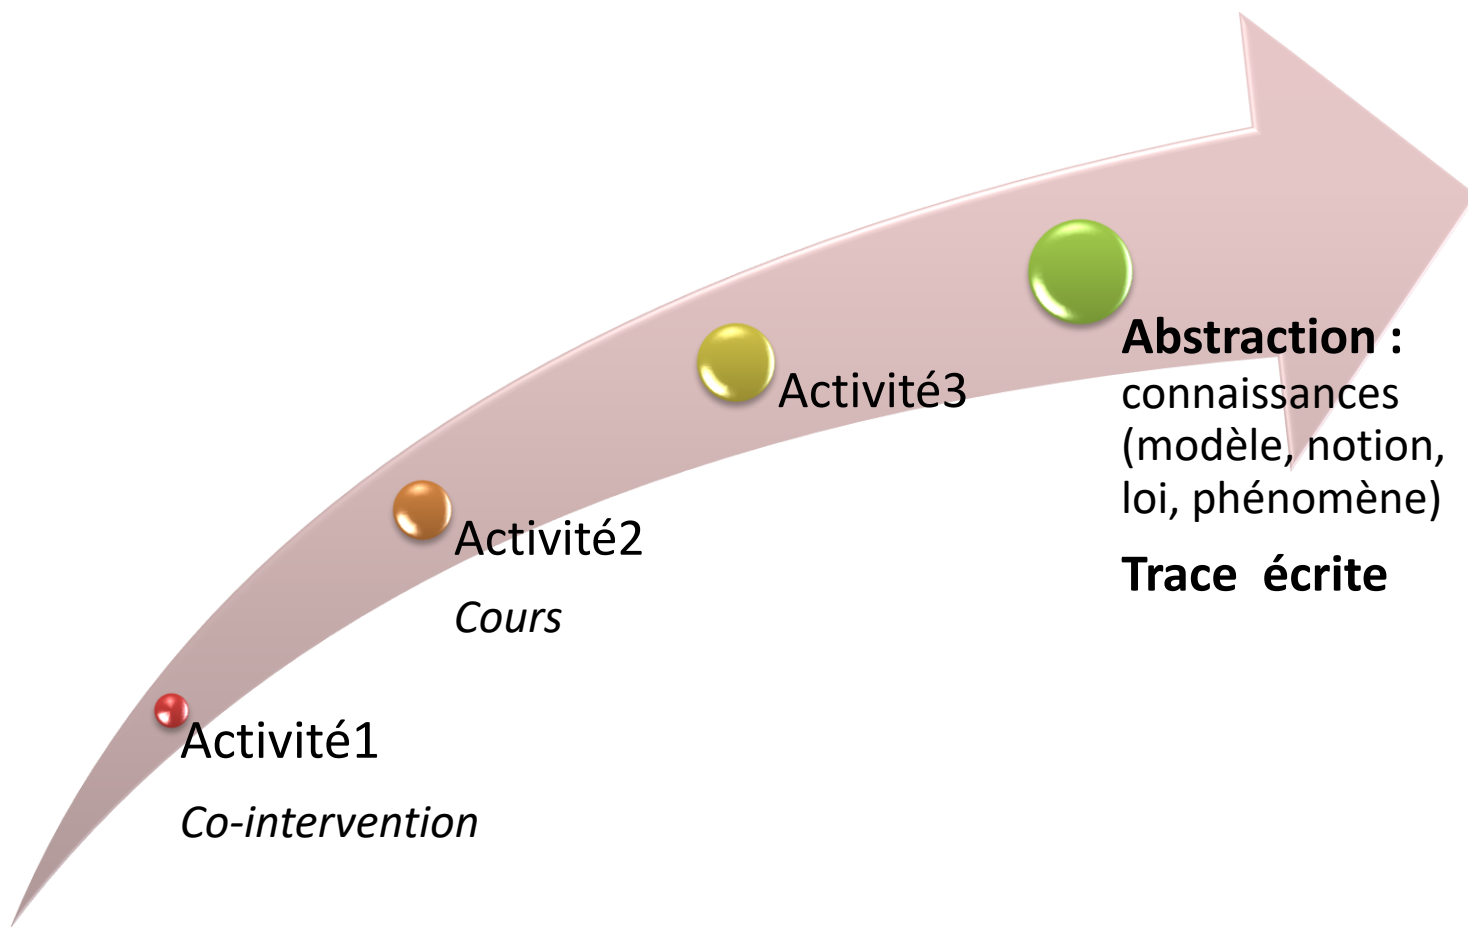 Activité1
Co-intervention
Activité2
Cours
Activité3
Abstraction :
connaissances
(modèle, notion,
loi, phénomène)
Trace écrite